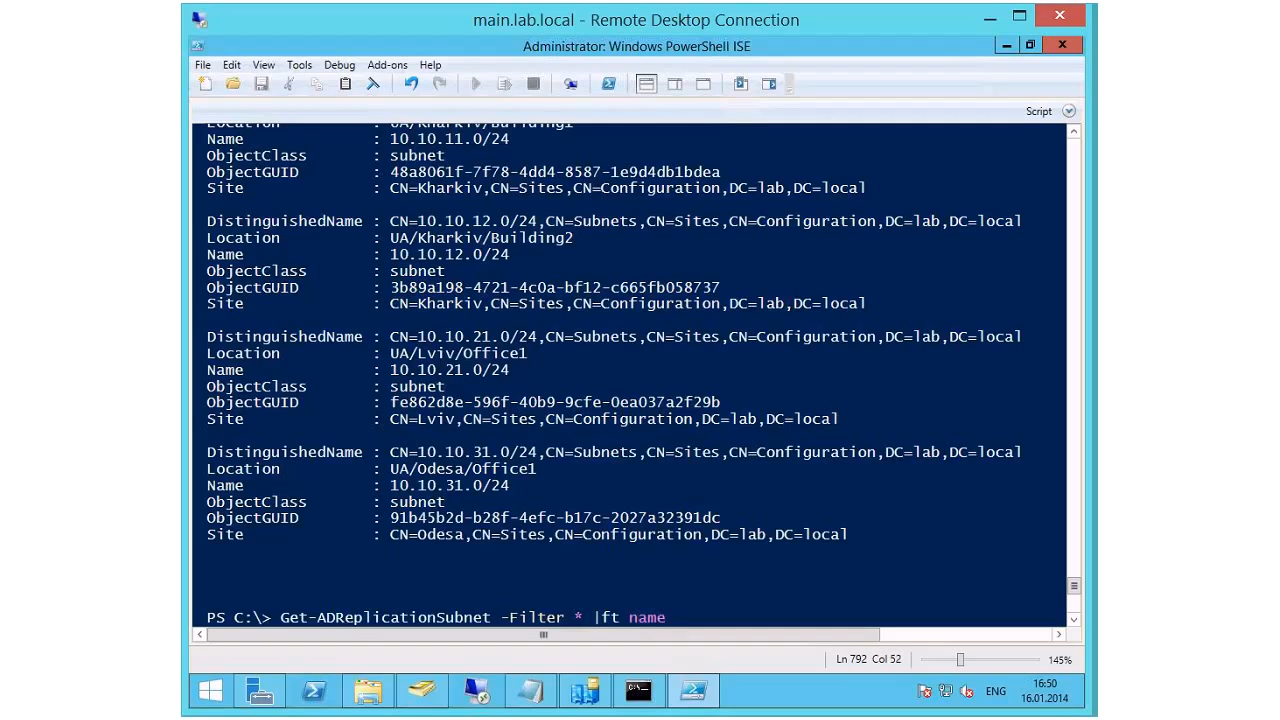 main.lab.local - Remote Desktop Connection
Administrator: Windows PowerShell ISE
File Edit View Tools Debug Add-ons Help
Script
Location : UA/Kharkiv/Building1
Name : 10.10.11.0/24
ObjectClass : subnet
ObjectGUID : 48a8061f-7f78-4dd4-8587-1e9d4db1bdea
Site : CN=Kharkiv,CN=Sites,CN=Configuration,DC=lab,DC=local
DistinguishedName : CN=10.10.12.0/24,CN=Subnets,CN=Sites,CN=Configuration,DC=lab,DC=local
Location : UA/Kharkiv/Building2
Name : 10.10.12.0/24
ObjectClass : subnet
ObjectGUID : 3b89a198-4721-4c0a-bf12-c665fb058737
Site : CN=Kharkiv,CN=Sites,CN=Configuration,DC=lab,DC=local
DistinguishedName : CN=10.10.21.0/24,CN=Subnets,CN=Sites,CN=Configuration,DC=lab,DC=local
Location : UA/Lviv/Office1
Name : 10.10.21.0/24
ObjectClass : subnet
ObjectGUID : fe862d8e-596f-40b9-9cfe-0ea037a2f29b
Site : CN=Lviv,CN=Sites,CN=Configuration,DC=lab,DC=local
DistinguishedName : CN=10.10.31.0/24,CN=Subnets,CN=Sites,CN=Configuration,DC=lab,DC=local
Location : UA/Odesa/Office1
Name : 10.10.31.0/24
ObjectClass : subnet
ObjectGUID : 91b45b2d-b28f-4efc-b17c-2027a32391dc
Site : CN=Odesa,CN=Sites,CN=Configuration,DC=lab,DC=local
PS C:\> Get-ADReplicationSubnet -Filter * |ft name
Ln 792 Col 52 145%
ENG
16:50
16.01.2014